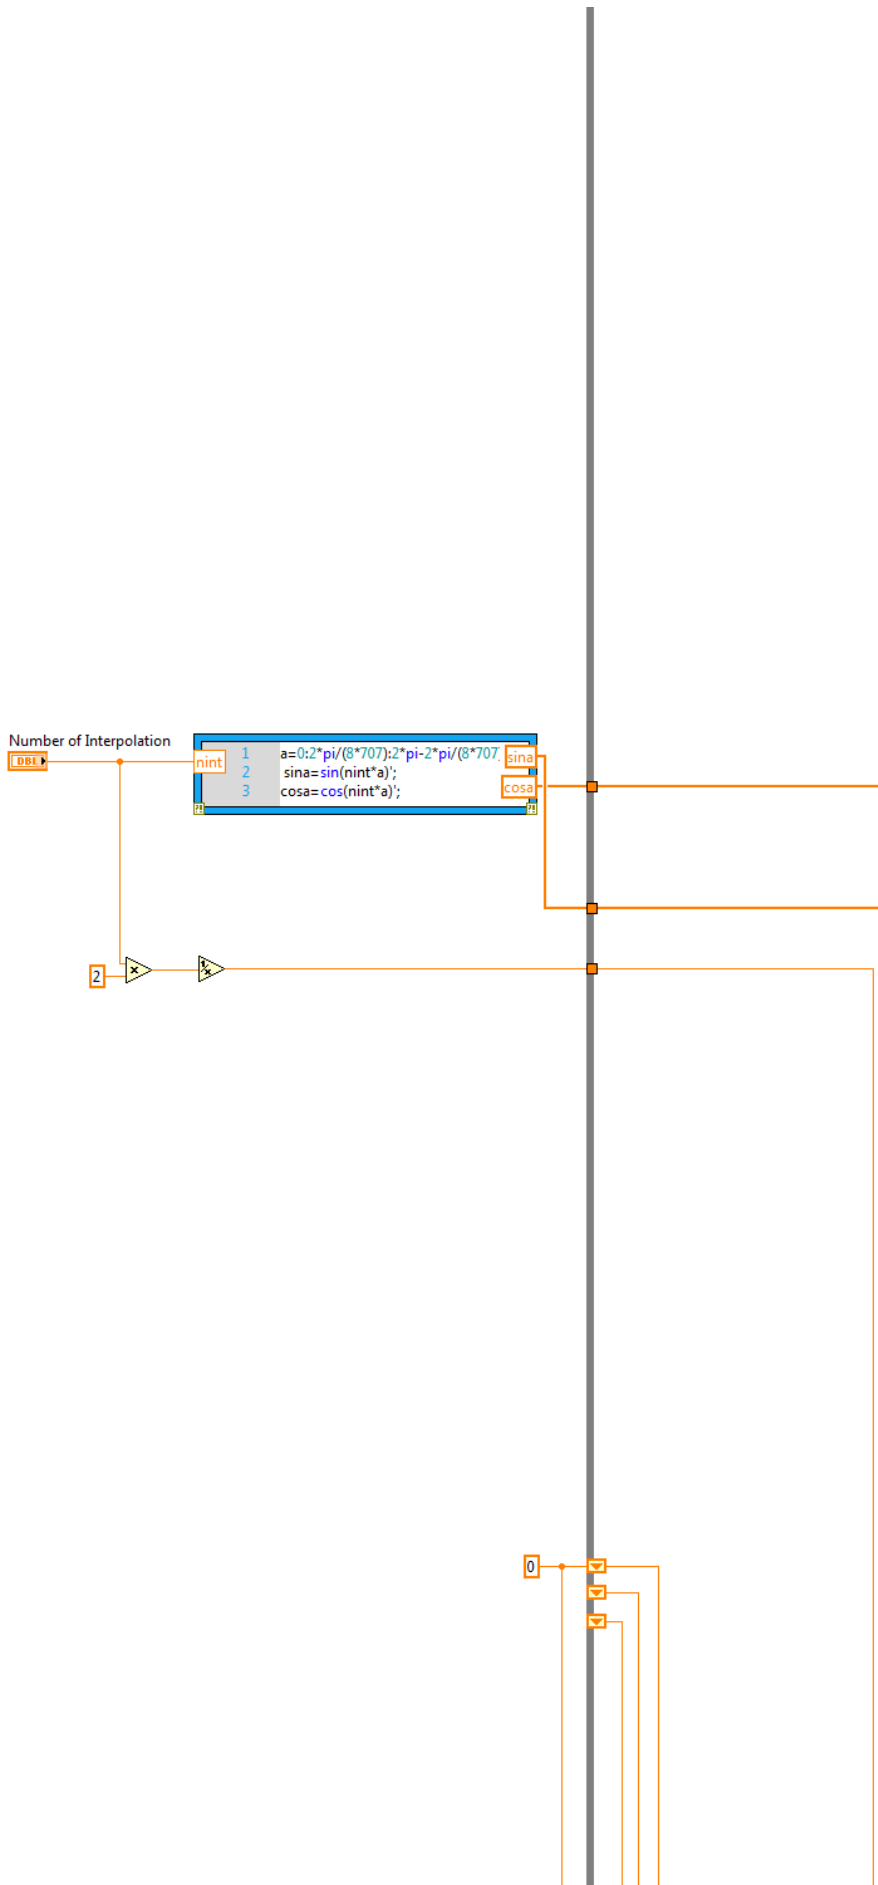 Number of Interpolation
DBL
nint
1 a=0:2*pi/(8*707):2*pi-2*pi/(8*707)
2 sina=sin(nint*a)';
3 cosa=cos(nint*a)';
sina
cosa
2
x
1/x
0